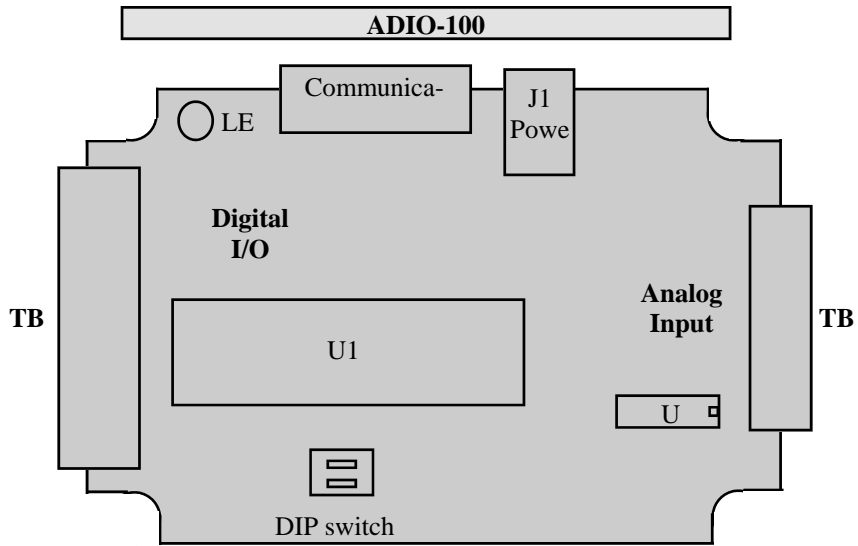 ADIO-100
Communica-
J1
Powe
LE
Digital
I/O
TB
Analog
Input
TB
U1
U
DIP switch